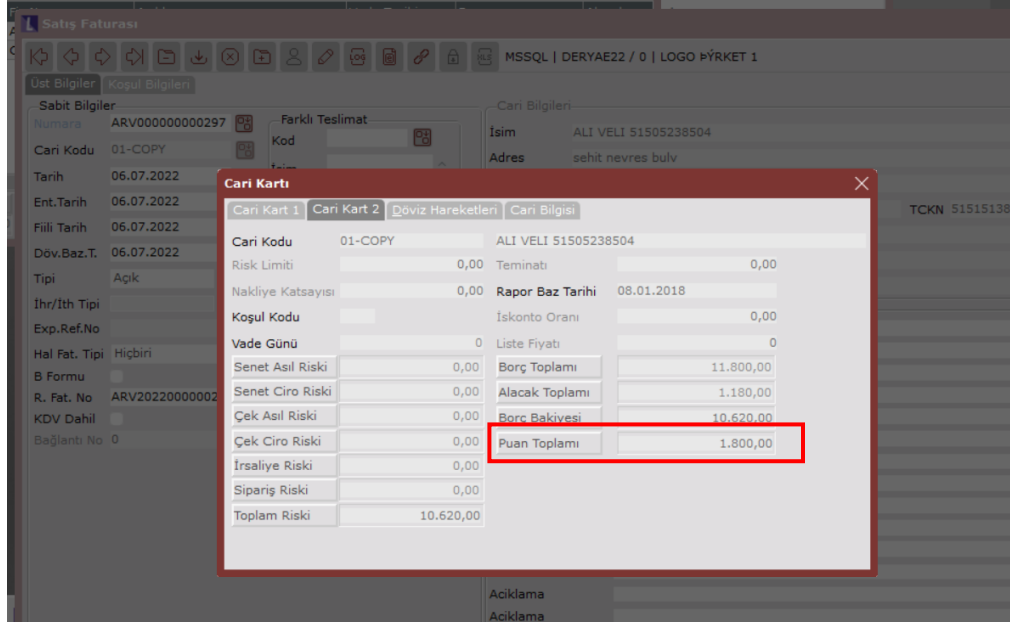 Satış Faturası
MSSQL | DERYAE22 / 0 | LOGO ÞÝRKET 1
Üst Bilgiler Koşul Bilgileri
Sabit Bilgiler
Numara ARV000000000297
Cari Kodu 01-COPY
Tarih 06.07.2022
Ent.Tarih 06.07.2022
Fiili Tarih 06.07.2022
Döv.Baz.T. 06.07.2022
Tipi Açık
İhr/İth Tipi
Exp.Ref.No
Hal Fat. Tipi Hiçbiri
B Formu
R. Fat. No ARV20220000002
KDV Dahil
Bağlantı No 0
Farklı Teslimat
Kod
İsim
Cari Bilgileri
İsim ALI VELI 51505238504
Adres sehit nevres bulv
TCKN 51515138
Cari Kartı
Cari Kart 1 Cari Kart 2 Döviz Hareketleri Cari Bilgisi
Cari Kodu 01-COPY ALI VELI 51505238504
Risk Limiti 0,00 Teminatı 0,00
Nakliye Katsayısı 0,00 Rapor Baz Tarihi 08.01.2018
Koşul Kodu İskonto Oranı 0,00
Vade Günü 0 Liste Fiyatı 0
Senet Asıl Riski 0,00 Borç Toplamı 11.800,00
Senet Ciro Riski 0,00 Alacak Toplamı 1.180,00
Çek Asıl Riski 0,00 Borç Bakiyesi 10.620,00
Çek Ciro Riski 0,00 Puan Toplamı 1.800,00
İrsaliye Riski 0,00
Sipariş Riski 0,00
Toplam Riski 10.620,00
Aciklama
Aciklama